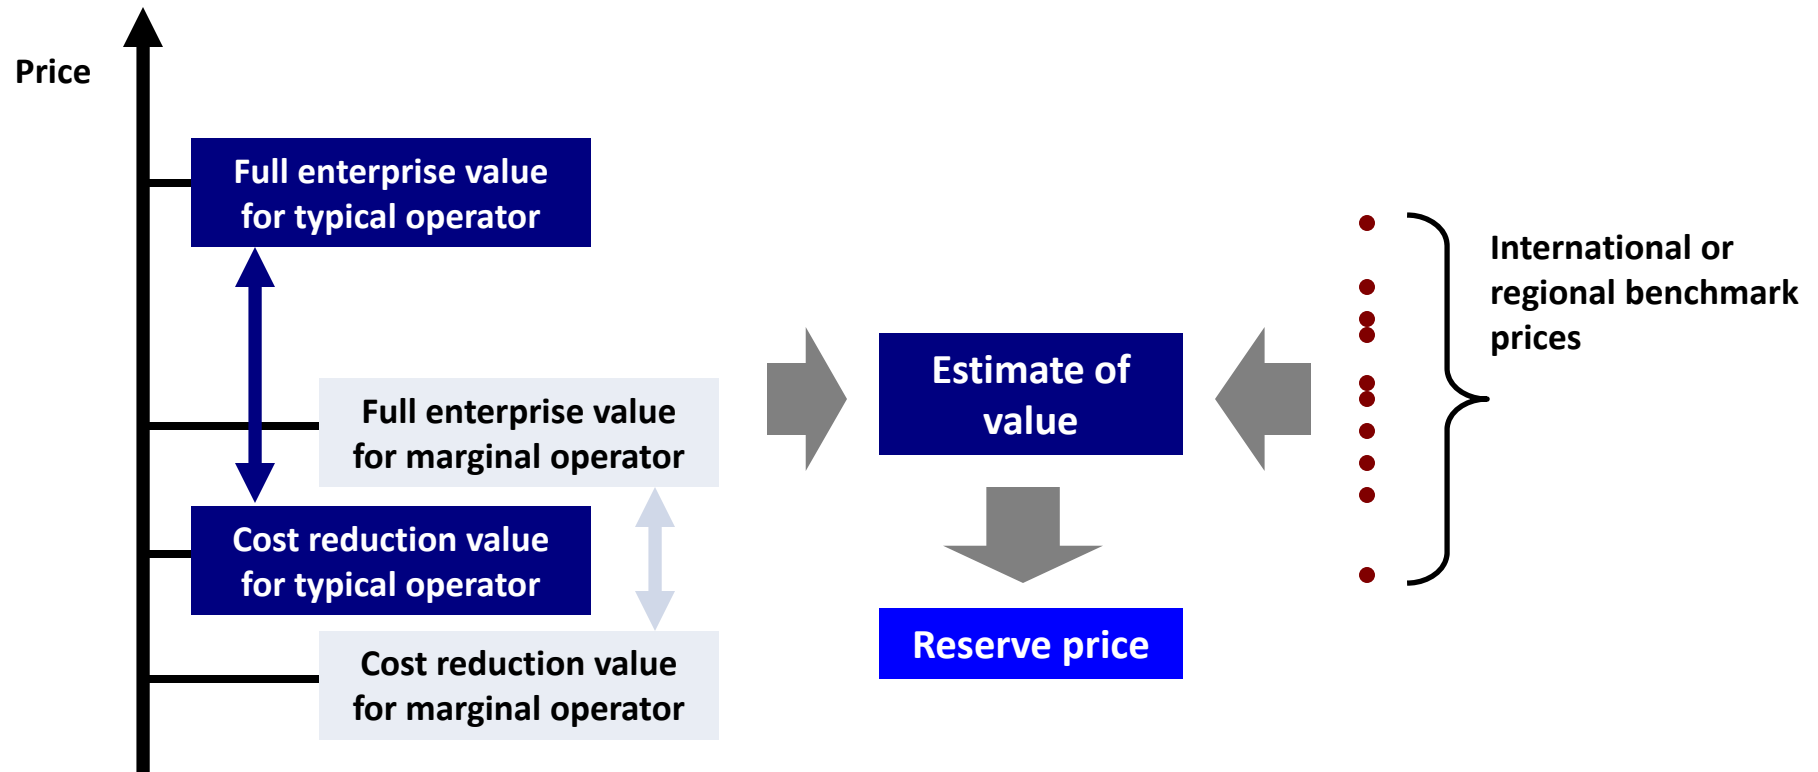 Price
Full enterprise value
for typical operator
Full enterprise value
for marginal operator
Cost reduction value
for typical operator
Cost reduction value
for marginal operator
Estimate of
value
Reserve price
International or
regional benchmark
prices